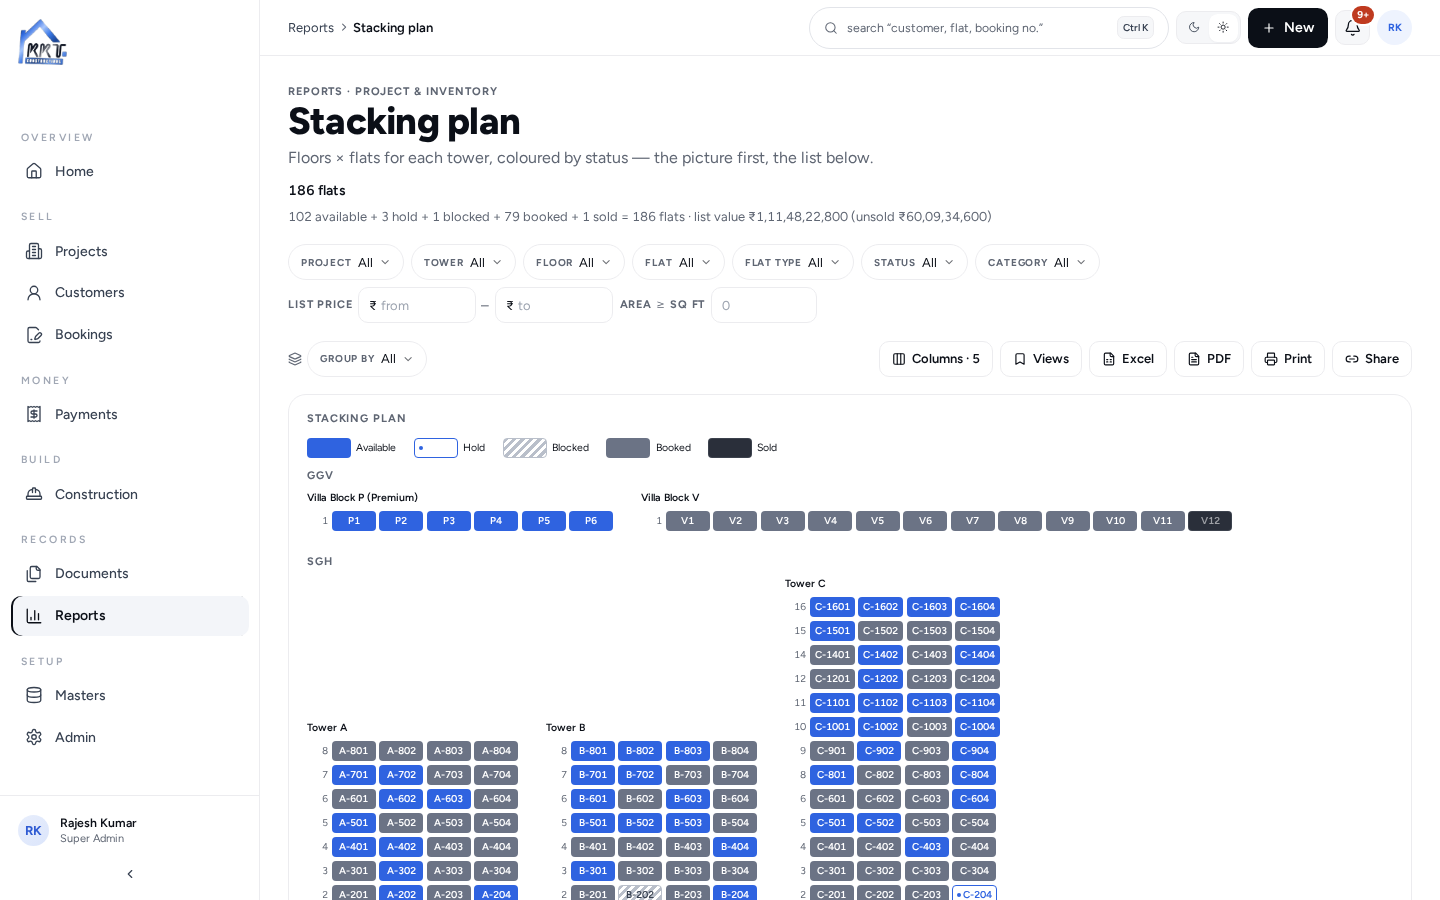 RKT
CONSTRUCTIONS
OVERVIEW
Home
SELL
Projects
Customers
Bookings
MONEY
Payments
BUILD
Construction
RECORDS
Documents
Reports
SETUP
Masters
Admin
RK
Rajesh Kumar
Super Admin
Reports > Stacking plan
search “customer, flat, booking no.”
Ctrl K
+ New
9+
RK
REPORTS · PROJECT & INVENTORY
Stacking plan
Floors × flats for each tower, coloured by status — the picture first, the list below.
186 flats
102 available + 3 hold + 1 blocked + 79 booked + 1 sold = 186 flats · list value ₹1,11,48,22,800 (unsold ₹60,09,34,600)
PROJECT All TOWER All FLOOR All FLAT All FLAT TYPE All STATUS All CATEGORY All
LIST PRICE ₹ from – ₹ to AREA ≥ SQ FT 0
GROUP BY All
Columns · 5 Views Excel PDF Print Share
STACKING PLAN
Available Hold Blocked Booked Sold
GGV
Villa Block P (Premium) Villa Block V
1 P1 P2 P3 P4 P5 P6 1 V1 V2 V3 V4 V5 V6 V7 V8 V9 V10 V11 V12
SGH
Tower C
16 C-1601 C-1602 C-1603 C-1604
15 C-1501 C-1502 C-1503 C-1504
14 C-1401 C-1402 C-1403 C-1404
12 C-1201 C-1202 C-1203 C-1204
11 C-1101 C-1102 C-1103 C-1104
Tower A Tower B 10 C-1001 C-1002 C-1003 C-1004
8 A-801 A-802 A-803 A-804 8 B-801 B-802 B-803 B-804 9 C-901 C-902 C-903 C-904
7 A-701 A-702 A-703 A-704 7 B-701 B-702 B-703 B-704 8 C-801 C-802 C-803 C-804
6 A-601 A-602 A-603 A-604 6 B-601 B-602 B-603 B-604 6 C-601 C-602 C-603 C-604
5 A-501 A-502 A-503 A-504 5 B-501 B-502 B-503 B-504 5 C-501 C-502 C-503 C-504
4 A-401 A-402 A-403 A-404 4 B-401 B-402 B-403 B-404 4 C-401 C-402 C-403 C-404
3 A-301 A-302 A-303 A-304 3 B-301 B-302 B-303 B-304 3 C-301 C-302 C-303 C-304
2 A-201 A-202 A-203 A-204 2 B-201 B-202 B-203 B-204 2 C-201 C-202 C-203 C-204